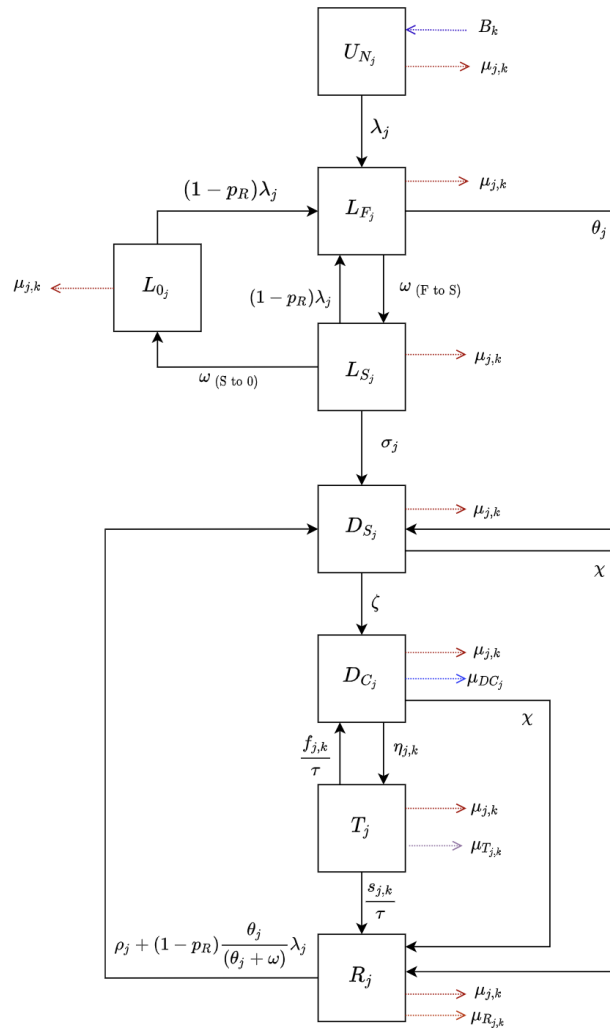 B_k
U_{N_j}
μ_{j,k}
λ_j
(1 − p_R)λ_j
μ_{j,k}
L_{F_j}
θ_j
μ_{j,k}
L_{0_j}
(1 − p_R)λ_j
ω (F to S)
L_{S_j}
μ_{j,k}
ω (S to 0)
σ_j
μ_{j,k}
D_{S_j}
χ
ζ
μ_{j,k}
D_{C_j}
μ_{DC_j}
χ
f_{j,k}/τ
η_{j,k}
μ_{j,k}
T_j
μ_{T_{j,k}}
s_{j,k}/τ
ρ_j + (1 − p_R) θ_j/(θ_j + ω) λ_j
R_j
μ_{j,k}
μ_{R_{j,k}}